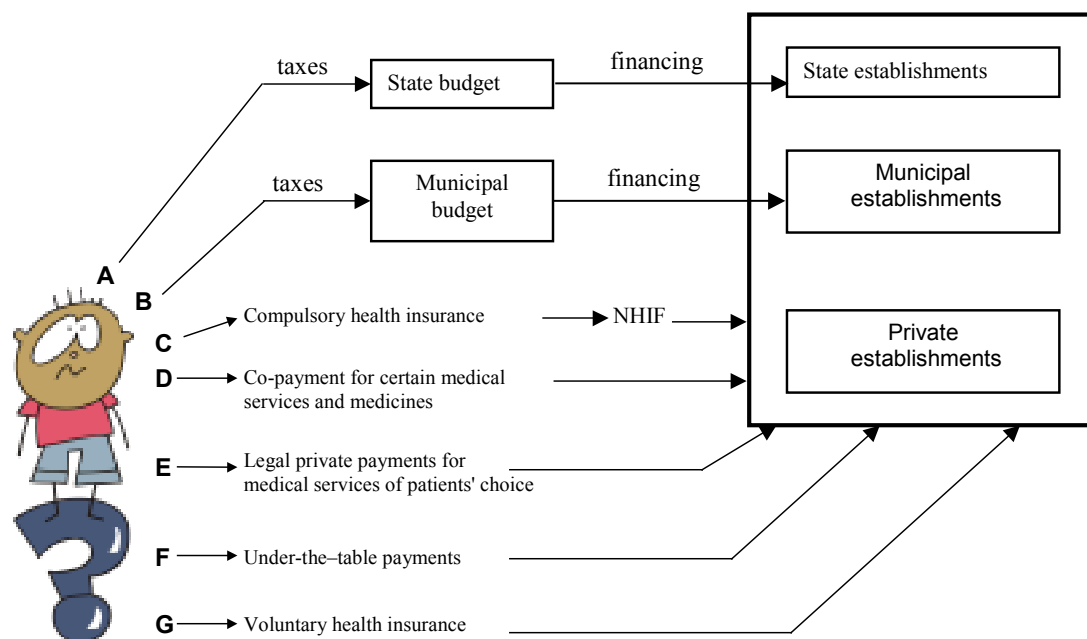 taxes
State budget
financing
State establishments
taxes
Municipal
budget
financing
Municipal
establishments
A
B
C
Compulsory health insurance
NHIF
Private
establishments
D
Co-payment for certain medical
services and medicines
E
Legal private payments for
medical services of patients' choice
F
Under-the–table payments
G
Voluntary health insurance